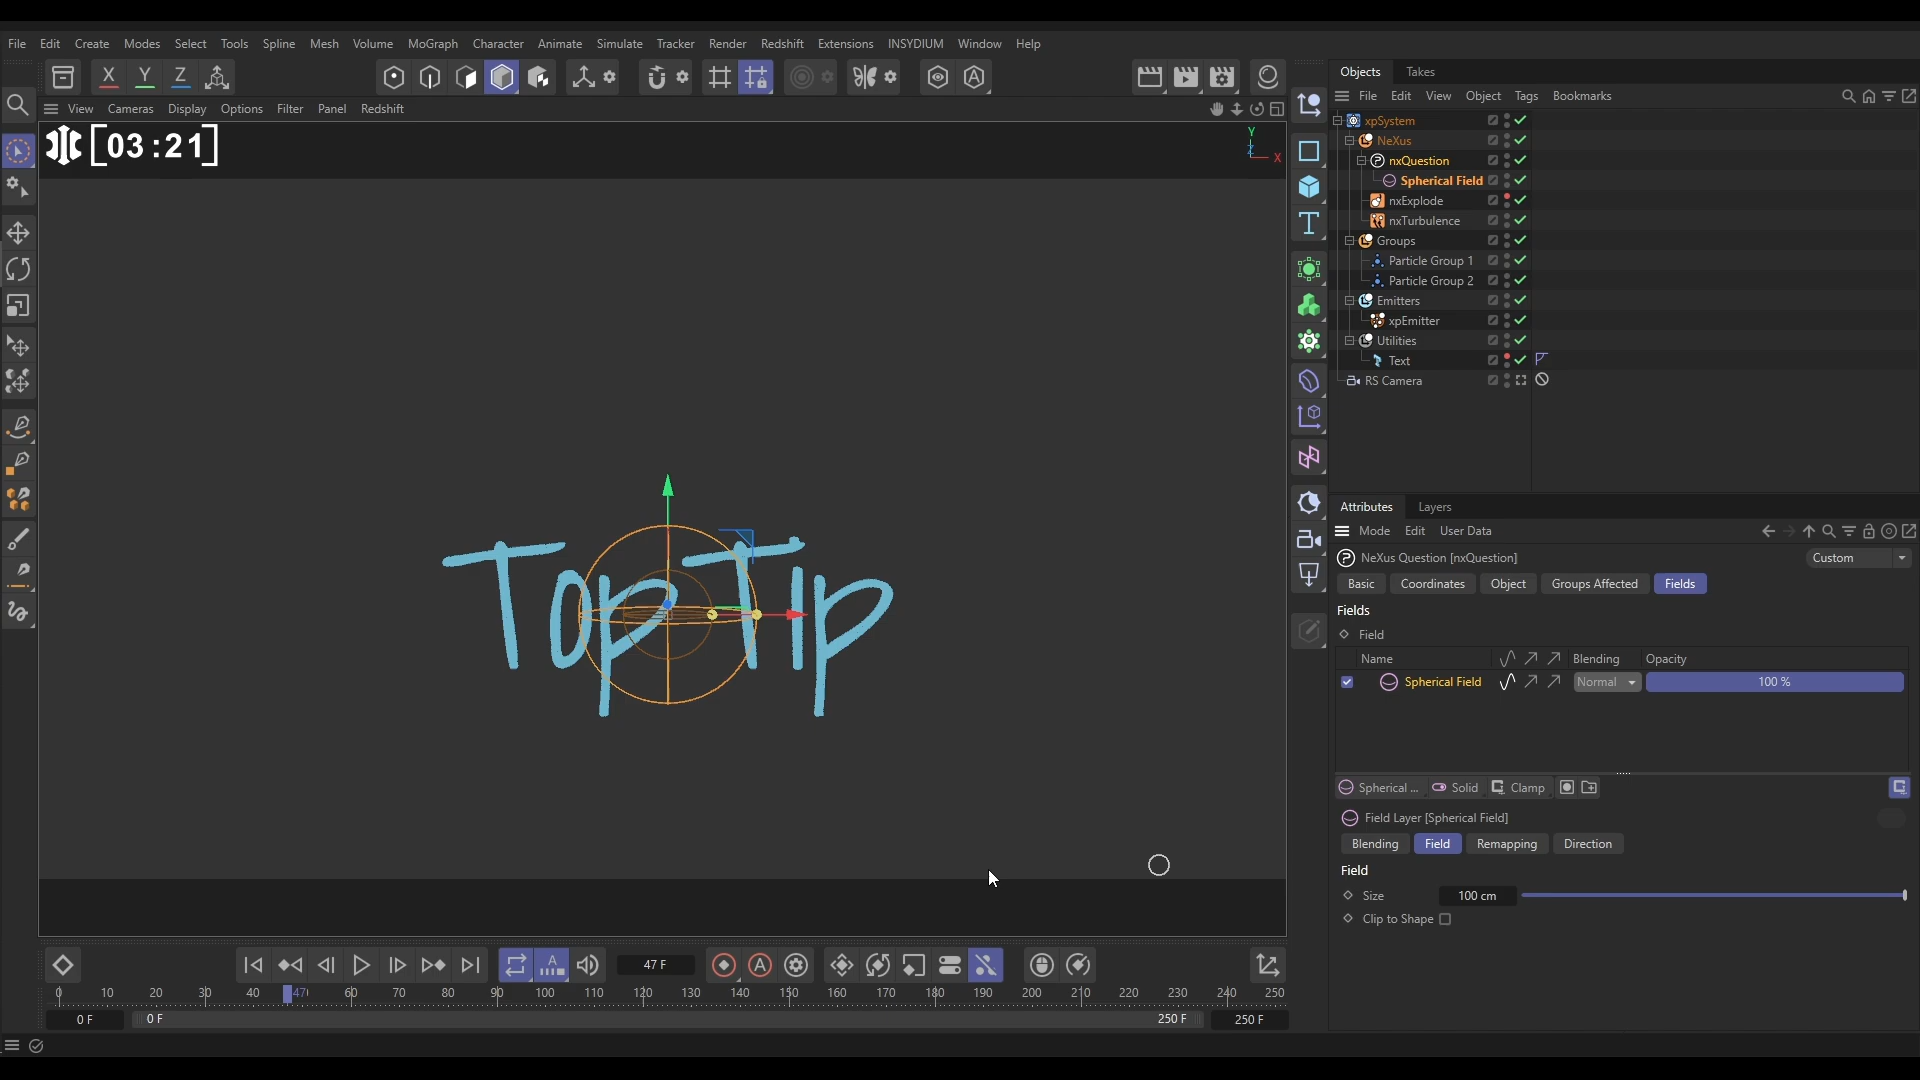 File Edit Create Modes Select Tools Spline Mesh Volume MoGraph Character Animate Simulate Tracker Render Redshift Extensions INSYDIUM Window Help
X Y Z
View Cameras Display Options Filter Panel Redshift
[03:21]
Y
Z
X
Top Tip
Objects Takes
File Edit View Object Tags Bookmarks
xpSystem
NeXus
nxQuestion
Spherical Field
nxExplode
nxTurbulence
Groups
Particle Group 1
Particle Group 2
Emitters
xpEmitter
Utilities
Text
RS Camera
Attributes Layers
Mode Edit User Data
NeXus Question [nxQuestion] Custom
Basic Coordinates Object Groups Affected Fields
Fields
Field
Name Blending Opacity
Spherical Field Normal 100 %
Spherical ... Solid Clamp
Field Layer [Spherical Field]
Blending Field Remapping Direction
Field
Size 100 cm
Clip to Shape
47 F
0 10 20 30 40 47 60 70 80 90 100 110 120 130 140 150 160 170 180 190 200 210 220 230 240 250
0 F 0 F 250 F 250 F